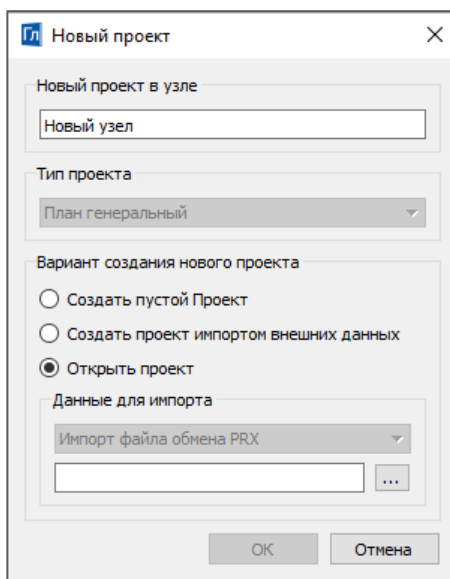 Гл Новый проект
Новый проект в узле
Новый узел
Тип проекта
План генеральный
Вариант создания нового проекта
Создать пустой Проект
Создать проект импортом внешних данных
Открыть проект
Данные для импорта
Импорт файла обмена PRX
...
ОК Отмена